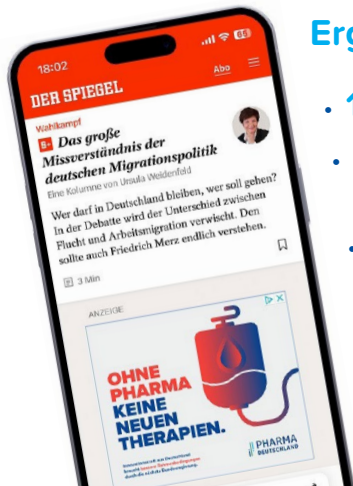 Erg
18:02
66
DER SPIEGEL
Abo
Wahlkampf
S+ Das große
Missverständnis der
deutschen Migrationspolitik
Eine Kolumne von Ursula Weidenfeld
Wer darf in Deutschland bleiben, wer soll gehen?
In der Debatte wird der Unterschied zwischen
Flucht und Arbeitsmigration verwischt. Den
sollte auch Friedrich Merz endlich verstehen.
3 Min
ANZEIGE
OHNE
PHARMA
KEINE
NEUEN
THERAPIEN.
PHARMA
DEUTSCHLAND